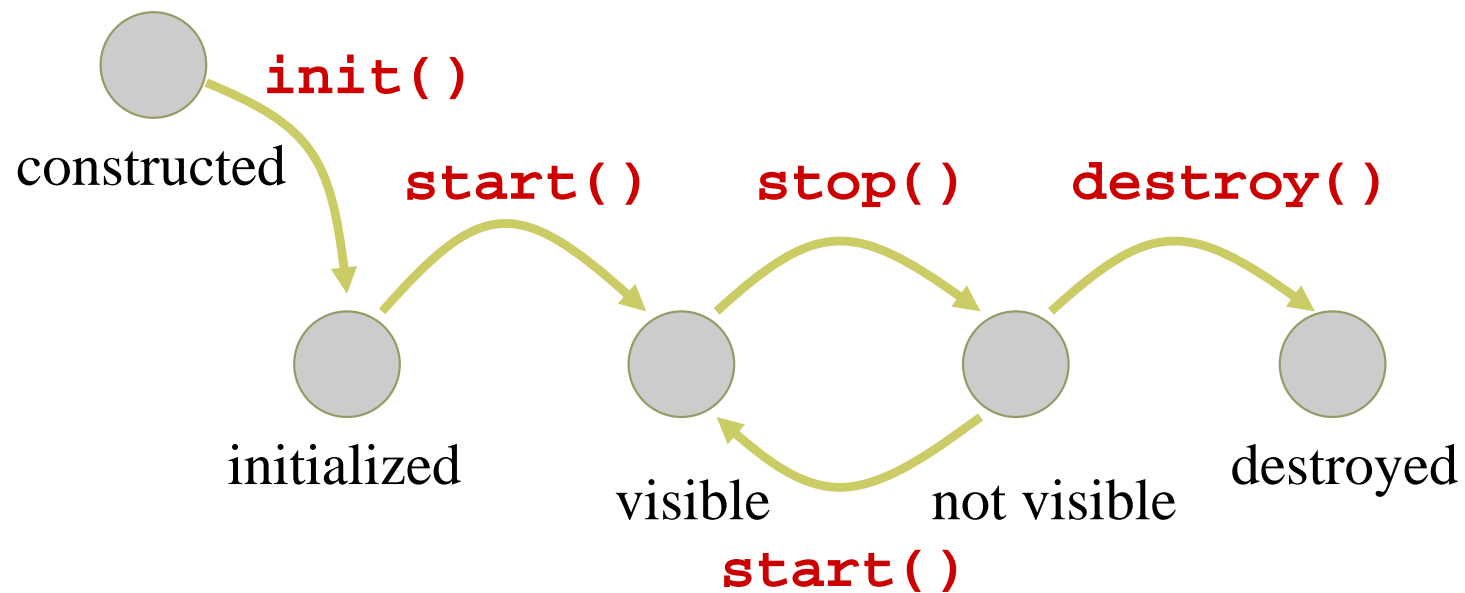 init()
constructed
start() stop() destroy()
initialized
destroyed
visible
not visible
start()